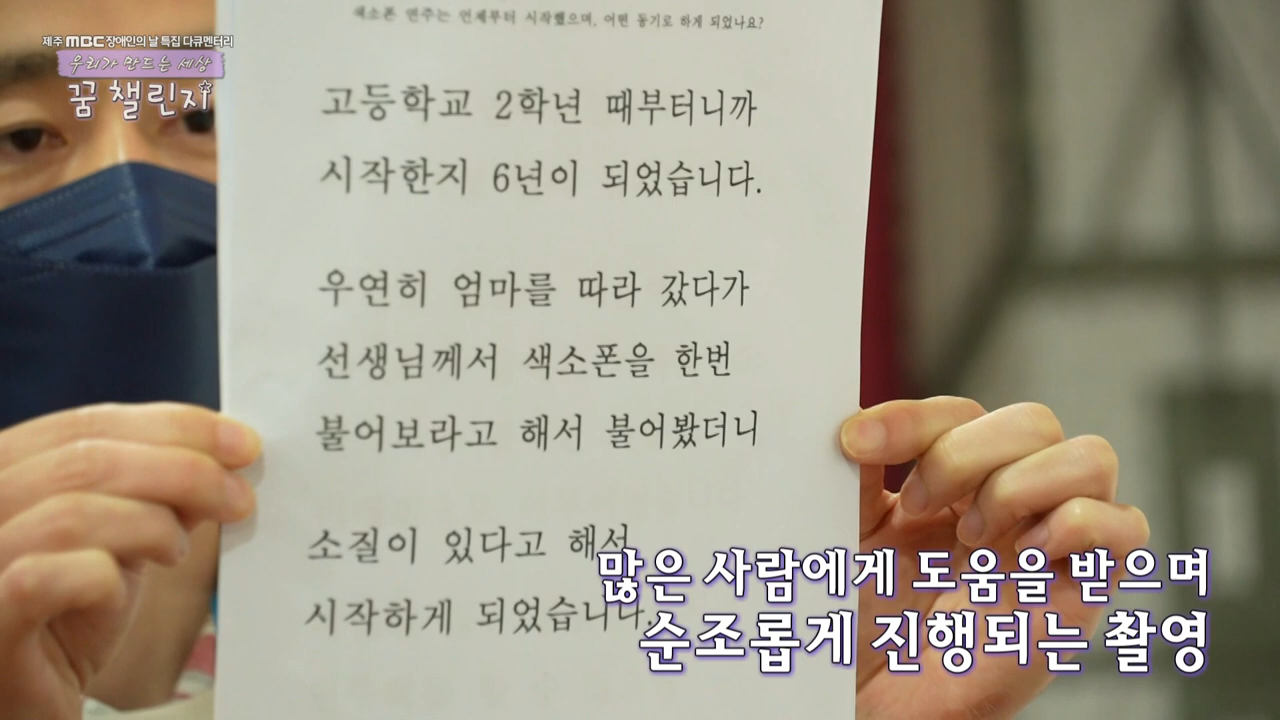 제주 MBC 장애인의 날 특집 다큐멘터리
우리가 만드는 세상
꿈 챌린지
색소폰 연주는 언제부터 시작했으며, 어떤 동기로 하게 되었나요?
고등학교 2학년 때부터니까
시작한지 6년이 되었습니다.
우연히 엄마를 따라 갔다가
선생님께서 색소폰을 한번
불어보라고 해서 불어봤더니
소질이 있다고 해서
시작하게 되었습니다.
많은 사람에게 도움을 받으며
순조롭게 진행되는 촬영